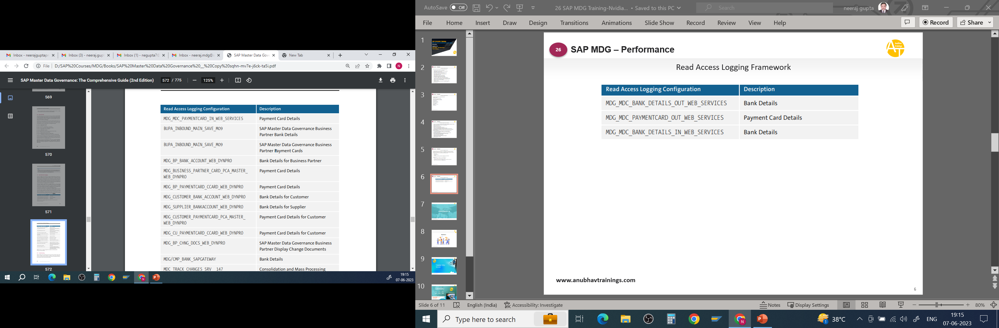 Inbox - neerajguptapr
Inbox (3) - neeraj.gupt
Inbox (1) - negupta7@
Inbox - neeraj.mdg@s
SAP Master Data Gov
New Tab
File
D:/SAP%20Courses/MDG/Books/SAP%20Master%20Data%20Governance%20__%20Copy%20sqhn-mv7e-j6ck-ta5i.pdf
SAP Master Data Governance: The Comprehensive Guide (2nd Edition)
572 / 775
125%
569
570
571
572
Read Access Logging Configuration Description
MDG_MDC_PAYMENTCARD_IN_WEB_SERVICES Payment Card Details
BUPA_INBOUND_MAIN_SAVE_MO9 SAP Master Data Governance Business
Partner Bank Details
BUPA_INBOUND_MAIN_SAVE_MO9 SAP Master Data Governance Business
Partner Payment Cards
MDG_BP_BANK_ACCOUNT_WEB_DYNPRO Bank Details for Business Partner
MDG_BUSINESS_PARTNER_CARD_PCA_MASTER_ Payment Card Details
WEB_DYNPRO
MDG_BP_PAYMENTCARD_CCARD_WEB_DYNPRO Payment Card Details
MDG_CUSTOMER_BANK_ACCOUNT_WEB_DYNPRO Bank Details for Customer
MDG_SUPPLIER_BANKACCOUNT_WEB_DYNPRO Bank Details for Supplier
MDG_CUSTOMER_PAYMENTCARD_PCA_MASTER_ Payment Card Details for Customer
WEB_DYNPRO
MDG_CU_PAYMENTCARD_CCARD_WEB_DYNPRO Payment Card Details for Customer
MDG_BP_CHNG_DOCS_WEB_DYNPRO SAP Master Data Governance Business
Partner Display Change Documents
MDG/CMP_BANK_SAPGATEWAY Bank Details
MDC_TRACK_CHANGES_SRV__147 Consolidation and Mass Processing
19:15
07-06-2023
AutoSave Off
26 SAP MDG Training-Nvidia... • Saved to this PC
Search
neeraj gupta
File Home Insert Draw Design Transitions Animations Slide Show Record Review View Help
Record
Share
1
2
3
4
5
6
7
8
9
10
26 SAP MDG – Performance
Read Access Logging Framework
Read Access Logging Configuration Description
MDG_MDC_BANK_DETAILS_OUT_WEB_SERVICES Bank Details
MDG_MDC_PAYMENTCARD_OUT_WEB_SERVICES Payment Card Details
MDG_MDC_BANK_DETAILS_IN_WEB_SERVICES Bank Details
www.anubhavtrainings.com
6
Slide 6 of 11
English (India)
Accessibility: Investigate
Notes
Display Settings
80%
Type here to search
38°C
ENG
19:15
07-06-2023